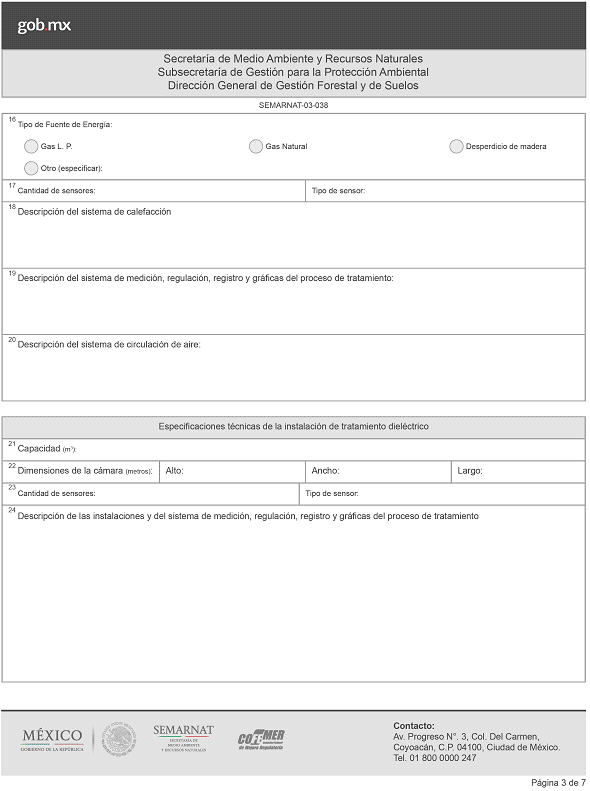 gob.mx
Secretaría de Medio Ambiente y Recursos Naturales
Subsecretaría de Gestión para la Protección Ambiental
Dirección General de Gestión Forestal y de Suelos
SEMARNAT-03-038
16 Tipo de Fuente de Energía:
Gas L. P. Gas Natural Desperdicio de madera
Otro (especificar):
17 Cantidad de sensores: Tipo de sensor:
18 Descripción del sistema de calefacción
19 Descripción del sistema de medición, regulación, registro y gráficas del proceso de tratamiento:
20 Descripción del sistema de circulación de aire:
Especificaciones técnicas de la instalación de tratamiento dieléctrico
21 Capacidad (m³):
22 Dimensiones de la cámara (metros): Alto: Ancho: Largo:
23 Cantidad de sensores: Tipo de sensor:
24 Descripción de las instalaciones y del sistema de medición, regulación, registro y gráficas del proceso de tratamiento
MÉXICO
GOBIERNO DE LA REPÚBLICA
SEMARNAT
SECRETARÍA DE
MEDIO AMBIENTE
Y RECURSOS NATURALES
COFEMER
de Mejora Regulatoria
Contacto:
Av. Progreso N°. 3, Col. Del Carmen,
Coyoacán, C.P. 04100, Ciudad de México.
Tel. 01 800 0000 247
Página 3 de 7